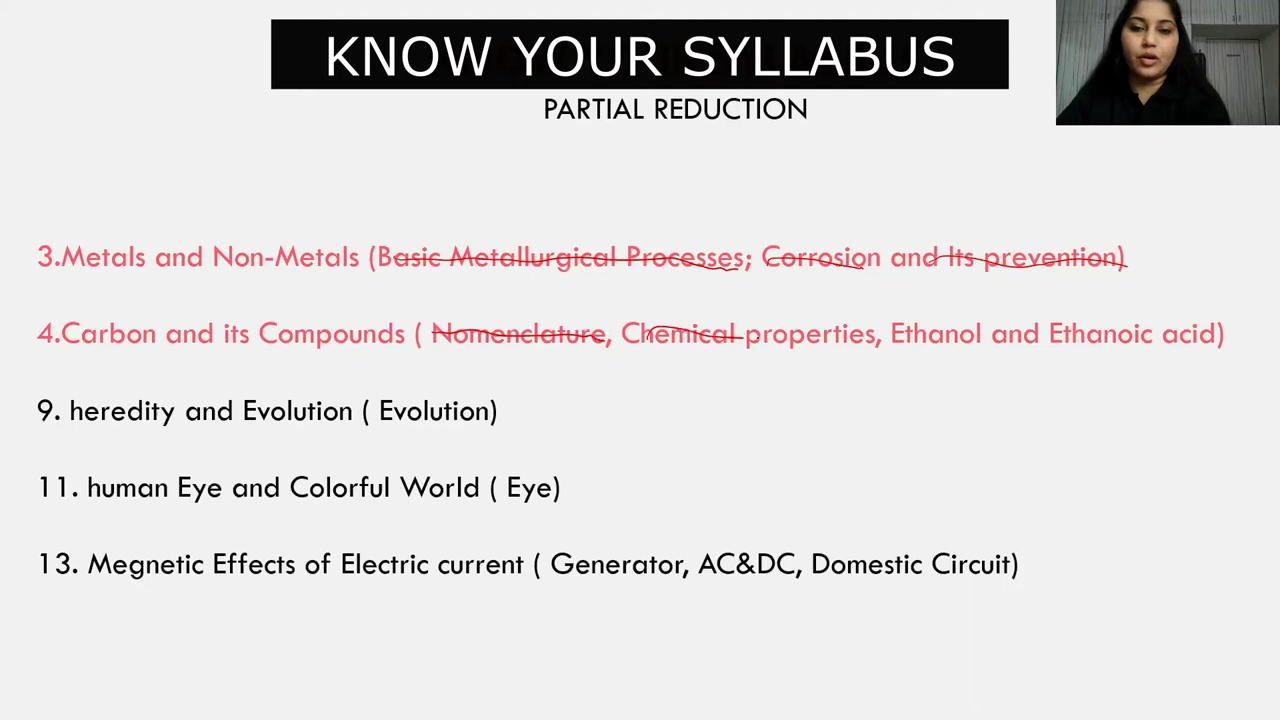 KNOW YOUR SYLLABUS
PARTIAL REDUCTION
3.Metals and Non-Metals (Basic Metallurgical Processes; Corrosion and Its prevention)
4.Carbon and its Compounds ( Nomenclature, Chemical properties, Ethanol and Ethanoic acid)
9. heredity and Evolution ( Evolution)
11. human Eye and Colorful World ( Eye)
13. Megnetic Effects of Electric current ( Generator, AC&DC, Domestic Circuit)